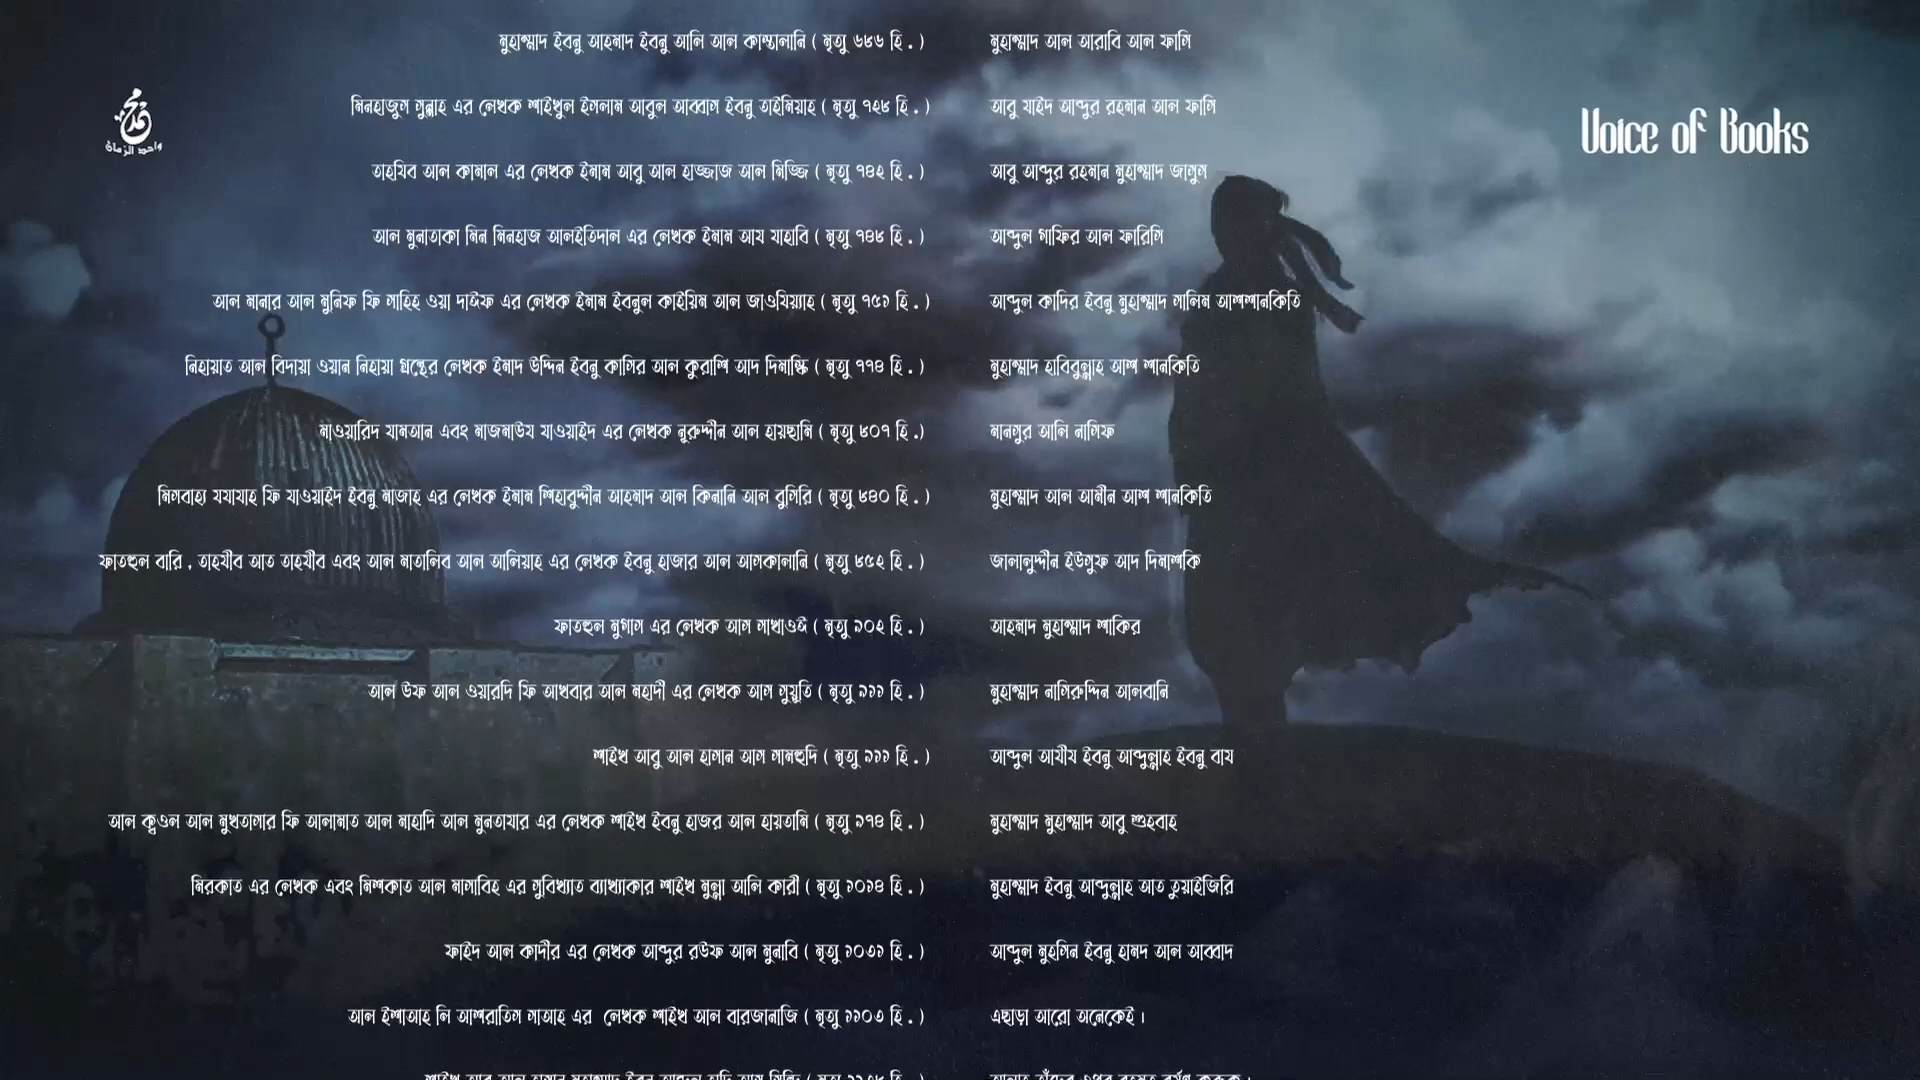 মুহাম্মাদ ইবনু আহমাদ ইবনু আলি আল কাস্তালানি ( মৃত্যু ৬৮৬ হি . )
মিনহাজুস সুন্নাহ এর লেখক শাইখুল ইসলাম আবুল আব্বাস ইবনু তাইমিয়াহ ( মৃত্যু ৭২৮ হি . )
তাহযিব আল কামাল এর লেখক ইমাম আবু আল হাজ্জাজ আল মিজ্জি ( মৃত্যু ৭৪২ হি . )
আল মুনাতাকা মিন মিনহাজ আলইতিদাল এর লেখক ইমাম আয যাহাবি ( মৃত্যু ৭৪৮ হি . )
আল মানার আল মুনিফ ফি সাহিহ ওয়া দাঈফ এর লেখক ইমাম ইবনুল কাইয়িম আল জাওযিয়্যাহ ( মৃত্যু ৭৫১ হি . )
নিহায়াত আল বিদায়া ওয়ান নিহায়া গ্রন্থের লেখক ইমাদ উদ্দিন ইবনু কাসির আল কুরাশি আদ দিমাস্কি ( মৃত্যু ৭৭৪ হি . )
মাওয়ারিদ যামআন এবং মাজমাউয যাওয়াইদ এর লেখক নুরুদ্দীন আল হায়ছামি ( মৃত্যু ৮০৭ হি .)
মিসবাহ্য যযাযাহ ফি যাওয়াইদ ইবনু মাজাহ এর লেখক ইমাম শিহাবুদ্দীন আহমাদ আল কিনানি আল বুসিরি ( মৃত্যু ৮৪০ হি . )
ফাতহুল বারি , তাহযীব আত তাহযীব এবং আল মাতালিব আল আলিয়াহ এর লেখক ইবনু হাজার আল আসকালানি ( মৃত্যু ৮৫২ হি . )
ফাতহুল মুগাস এর লেখক আস সাখাওঈ ( মৃত্যু ৯০২ হি . )
আল উফ আল ওয়ারদি ফি আখবার আল মহাদী এর লেখক আস সুয়ুতি ( মৃত্যু ৯১১ হি . )
শাইখ আবু আল হাসান আস সামহুদি ( মৃত্যু ৯১১ হি . )
আল ক্বওল আল মুখতাসার ফি আলামাত আল মাহাদি আল মুনতাযার এর লেখক শাইখ ইবনু হাজর আল হায়তামি ( মৃত্যু ৯৭৪ হি . )
মিরকাত এর লেখক এবং মিশকাত আল মাসাবিহ এর সুবিখ্যাত ব্যাখ্যাকার শাইখ মুল্লা আলি কারী ( মৃত্যু ১০১৪ হি . )
ফাইদ আল কাদীর এর লেখক আব্দুর রউফ আল মুনাবি ( মৃত্যু ১০৩১ হি . )
আল ইশাআহ লি আশরাতিস সাআহ এর লেখক শাইখ আল বারজানাজি ( মৃত্যু ১১০৩ হি . )
মুহাম্মাদ আল আরাবি আল ফাসি
আবু যাইদ আব্দুর রহমান আল ফাসি
আবু আব্দুর রহমান মুহাম্মাদ জাসুস
আব্দুল গাফির আল ফারিসি
আব্দুল কাদির ইবনু মুহাম্মাদ সালিম আশশানকিতি
মুহাম্মাদ হাবিবুল্লাহ আশ শানকিতি
মানসুর আলি নাসিফ
মুহাম্মাদ আল আমীন আশ শানকিতি
জালালুদ্দীন ইউসুফ আদ দিমাশকি
আহমাদ মুহাম্মাদ শাকির
মুহাম্মাদ নাসিরুদ্দিন আলবানি
আব্দুল আযীয ইবনু আব্দুল্লাহ ইবনু বায
মুহাম্মাদ মুহাম্মাদ আবু শুহবাহ
মুহাম্মাদ ইবনু আব্দুল্লাহ আত তুয়াইজিরি
আব্দুল মুহসিন ইবনু হামদ আল আব্বাদ
এছাড়া আরো অনেকেই ।
Voice of Books
واحد الزمان